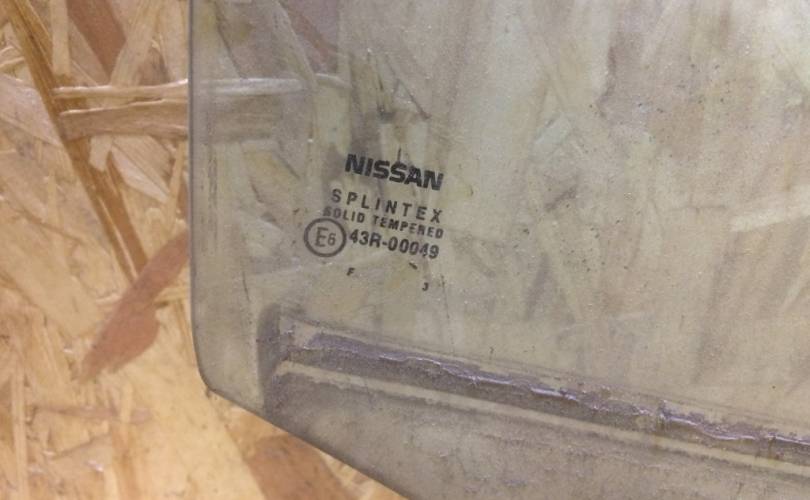 NISSAN
SPLINTEX
SOLID TEMPERED
E6 43R-00049
F J